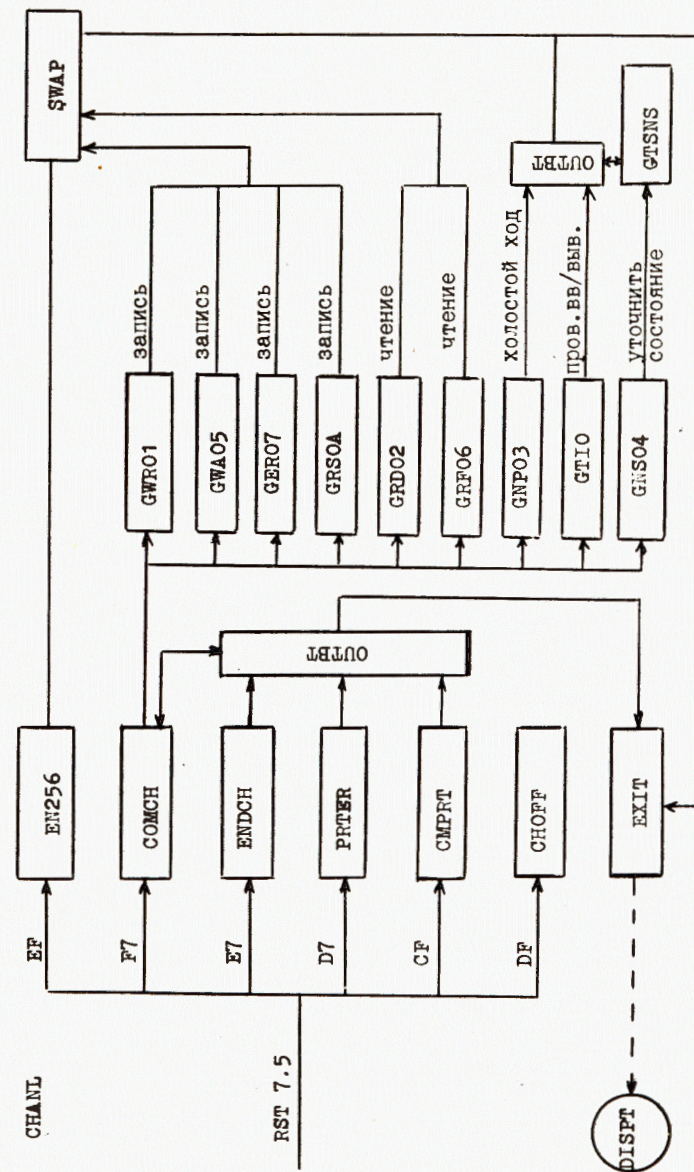 CHANL
RST 7.5
EF
F7
E7
D7
CF
DF
EN256
COMCH
ENDCH
PRTER
CMPRT
CHOFF
EXIT
DISPT
OUTBT
GWR01
GWA05
GER07
GRS0A
GRD02
GRF06
GNP03
GTIO
GNS04
запись
запись
запись
запись
чтение
чтение
холостой ход
пров.вв/выв.
уточнить
состояние
$WAP
OUTBT
GTSNS